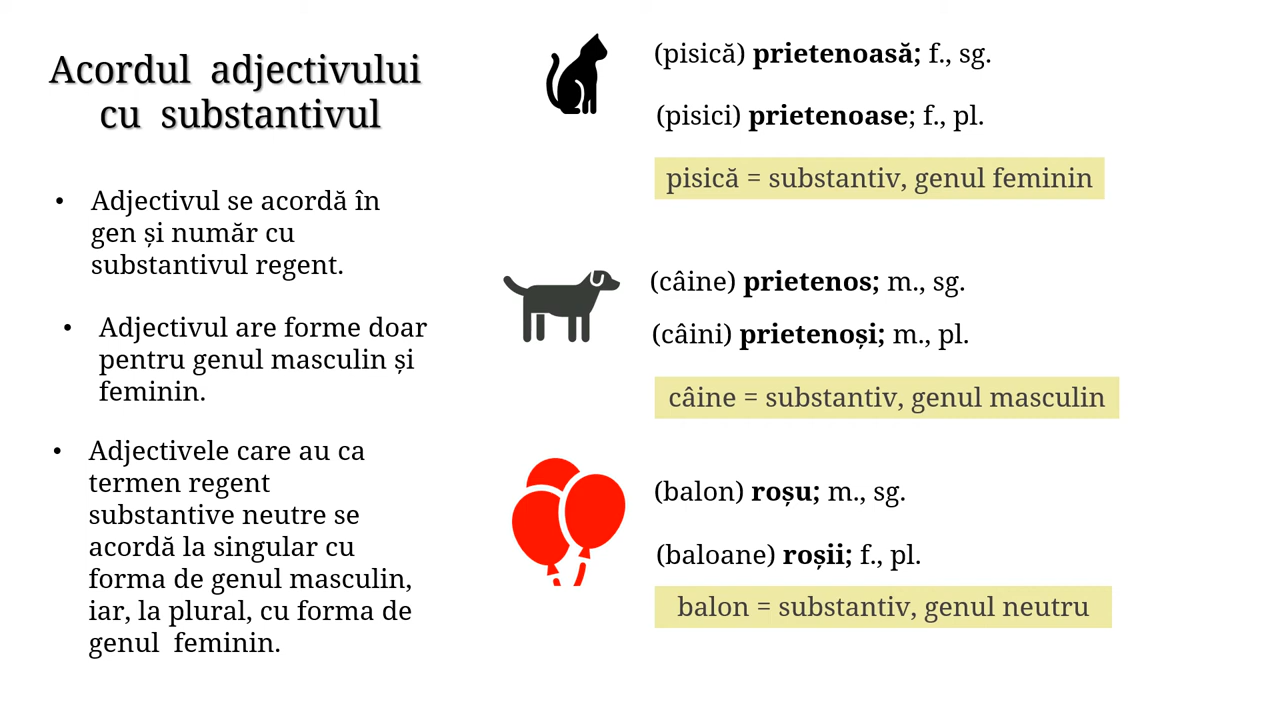 Acordul adjectivului
cu substantivul
• Adjectivul se acordă în
gen și număr cu
substantivul regent.
• Adjectivul are forme doar
pentru genul masculin și
feminin.
• Adjectivele care au ca
termen regent
substantive neutre se
acordă la singular cu
forma de genul masculin,
iar, la plural, cu forma de
genul feminin.
(pisică) prietenoasă; f., sg.
(pisici) prietenoase; f., pl.
pisică = substantiv, genul feminin
(câine) prietenos; m., sg.
(câini) prietenoși; m., pl.
câine = substantiv, genul masculin
(balon) roșu; m., sg.
(baloane) roșii; f., pl.
balon = substantiv, genul neutru